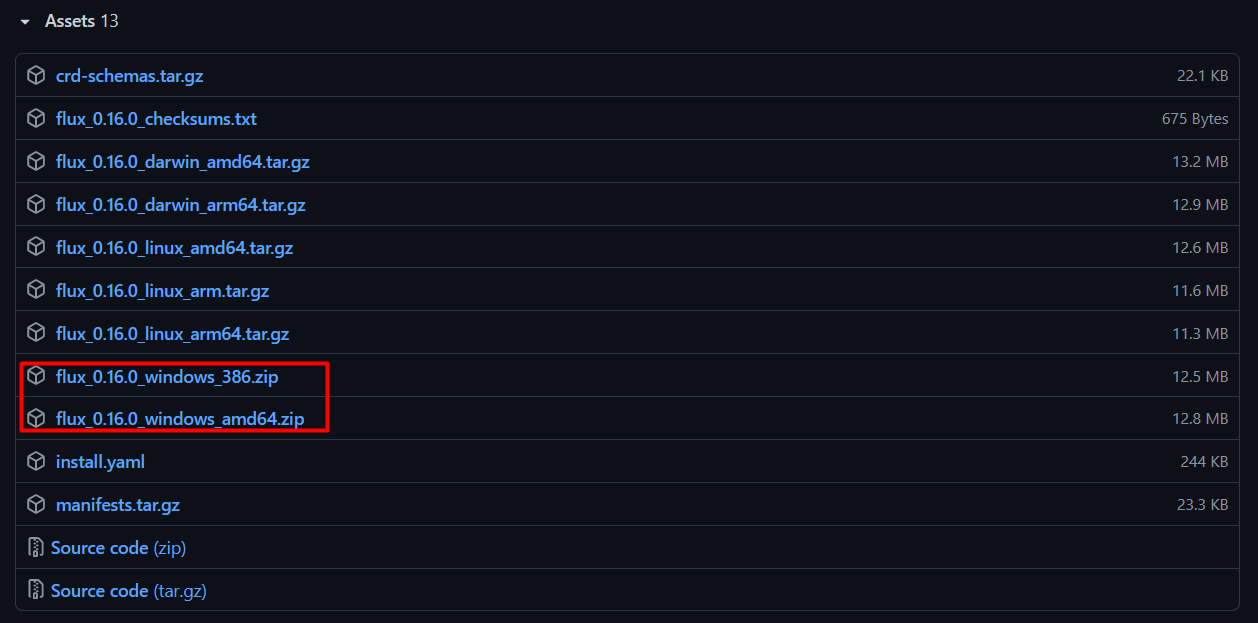 Assets 13
crd-schemas.tar.gz 22.1 KB
flux_0.16.0_checksums.txt 675 Bytes
flux_0.16.0_darwin_amd64.tar.gz 13.2 MB
flux_0.16.0_darwin_arm64.tar.gz 12.9 MB
flux_0.16.0_linux_amd64.tar.gz 12.6 MB
flux_0.16.0_linux_arm.tar.gz 11.6 MB
flux_0.16.0_linux_arm64.tar.gz 11.3 MB
flux_0.16.0_windows_386.zip 12.5 MB
flux_0.16.0_windows_amd64.zip 12.8 MB
install.yaml 244 KB
manifests.tar.gz 23.3 KB
Source code (zip)
Source code (tar.gz)